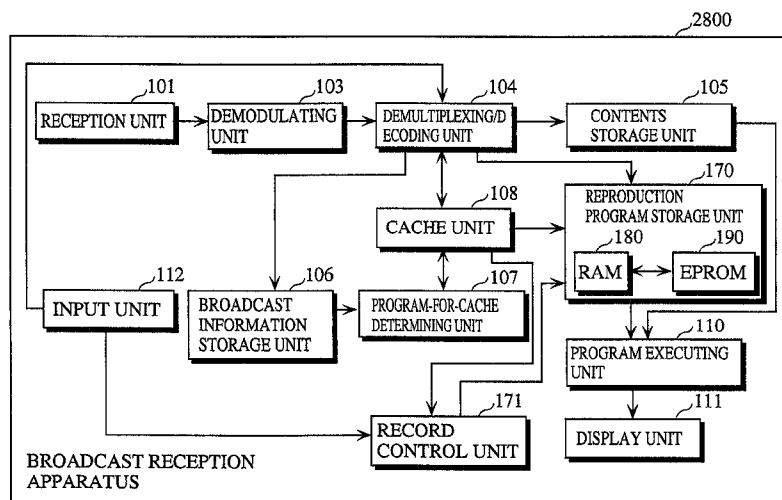 2800
101
RECEPTION UNIT
103
DEMODULATING
UNIT
104
DEMULTIPLEXING/D
ECODING UNIT
105
CONTENTS
STORAGE UNIT
108
CACHE UNIT
170
REPRODUCTION
PROGRAM STORAGE UNIT
180
RAM
190
EPROM
112
INPUT UNIT
106
BROADCAST
INFORMATION
STORAGE UNIT
107
PROGRAM-FOR-CACHE
DETERMINING UNIT
110
PROGRAM EXECUTING
UNIT
171
RECORD
CONTROL UNIT
111
DISPLAY UNIT
BROADCAST RECEPTION
APPARATUS